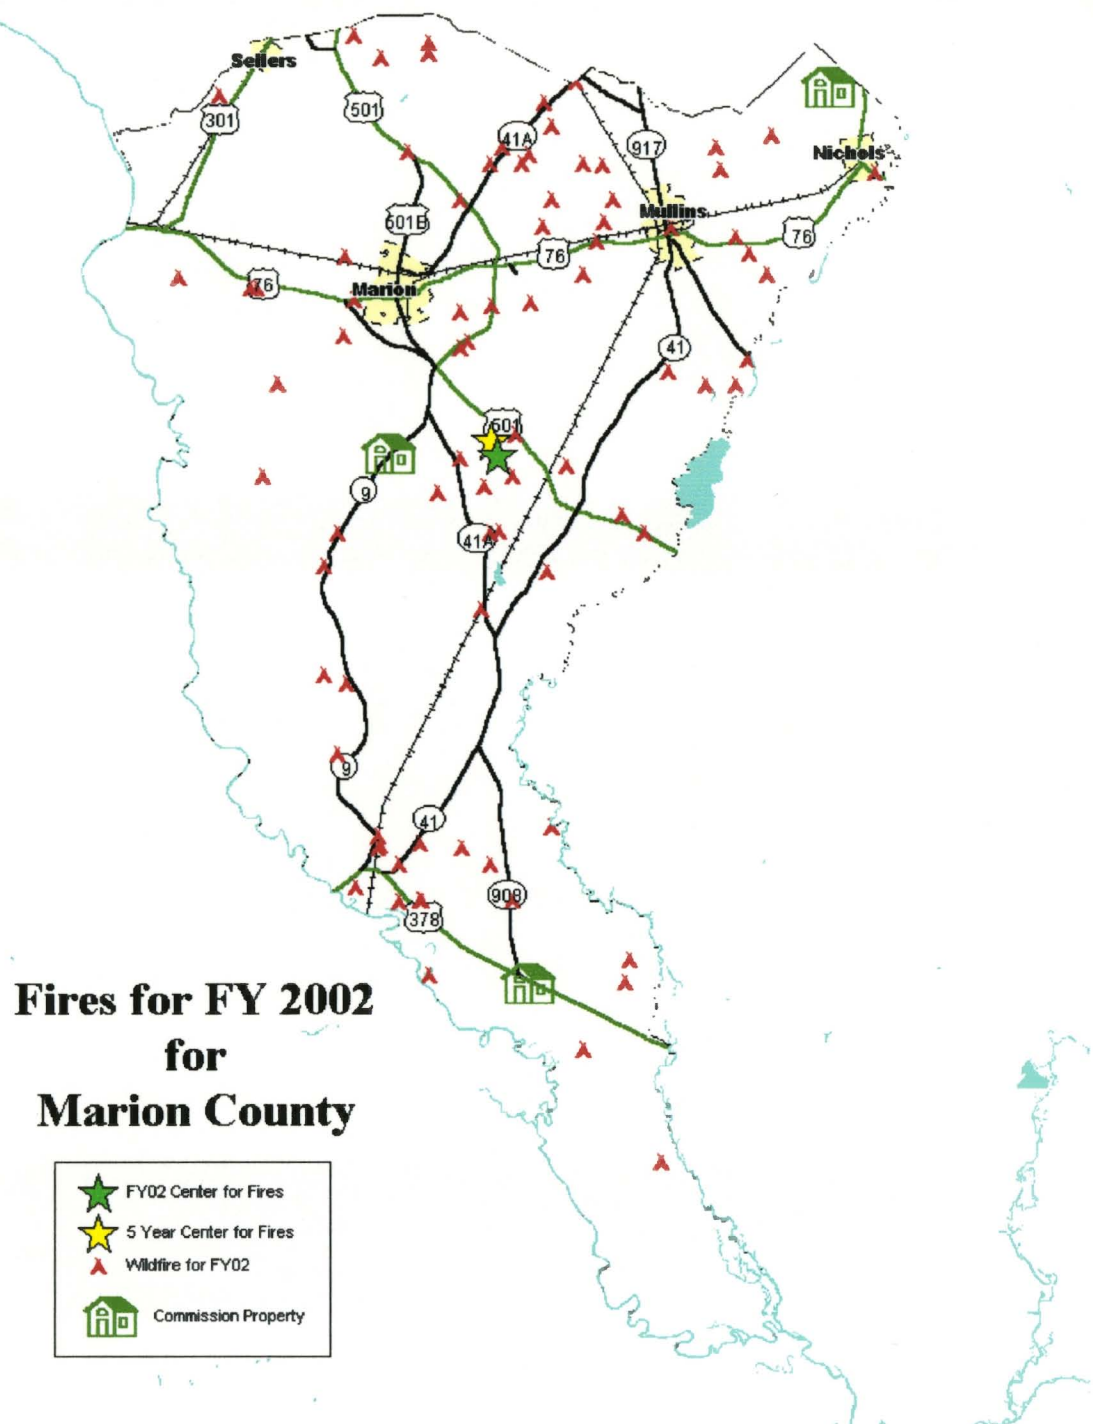 Sellers
301
501
41A
917
Nichols
501B
Mullins
76
76
76
Marion
41
501
9
41A
9
41
908
378
Fires for FY 2002
for
Marion County
FY02 Center for Fires
5 Year Center for Fires
Wildfire for FY02
Commission Property